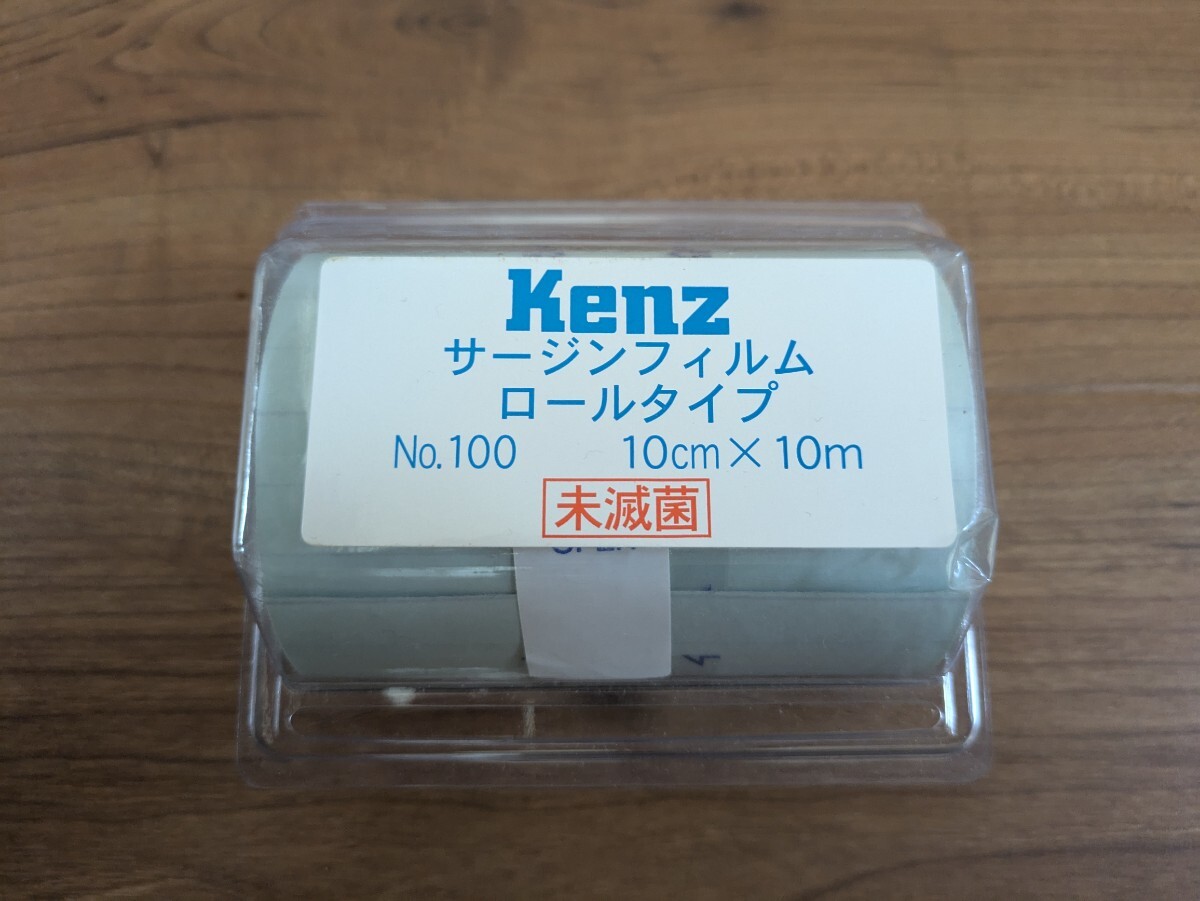 Kenz
サージンフィルム
ロールタイプ
No.100 10cm×10m
未滅菌